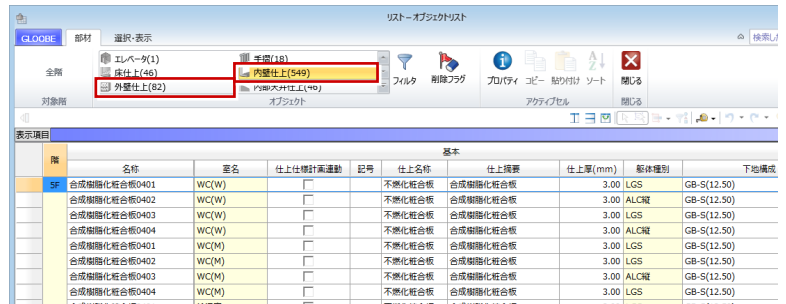 リスト－オブジェクトリスト
GLOOBE 部材 選択・表示 検索した
エレベータ(1) 手摺(18)
床仕上(46) 内壁仕上(549)
外壁仕上(82) 内部天井仕上(46)
全階 フィルタ 削除フラグ プロパティ コピー 貼り付け ソート 閉じる
対象階 オブジェクト アクティブセル 閉じる
表示項目
基本
階 名称 室名 仕上仕様計画連動 記号 仕上名称 仕上摘要 仕上厚(mm) 躯体種別 下地構成
5F 合成樹脂化粧合板0401 WC(W) 不燃化粧合板 合成樹脂化粧合板 3.00 LGS GB-S(12.50)
合成樹脂化粧合板0402 WC(W) 不燃化粧合板 合成樹脂化粧合板 3.00 ALC縦 GB-S(12.50)
合成樹脂化粧合板0403 WC(W) 不燃化粧合板 合成樹脂化粧合板 3.00 LGS GB-S(12.50)
合成樹脂化粧合板0404 WC(W) 不燃化粧合板 合成樹脂化粧合板 3.00 ALC縦 GB-S(12.50)
合成樹脂化粧合板0401 WC(M) 不燃化粧合板 合成樹脂化粧合板 3.00 LGS GB-S(12.50)
合成樹脂化粧合板0402 WC(M) 不燃化粧合板 合成樹脂化粧合板 3.00 LGS GB-S(12.50)
合成樹脂化粧合板0403 WC(M) 不燃化粧合板 合成樹脂化粧合板 3.00 ALC縦 GB-S(12.50)
合成樹脂化粧合板0404 WC(M) 不燃化粧合板 合成樹脂化粧合板 3.00 LGS GB-S(12.50)